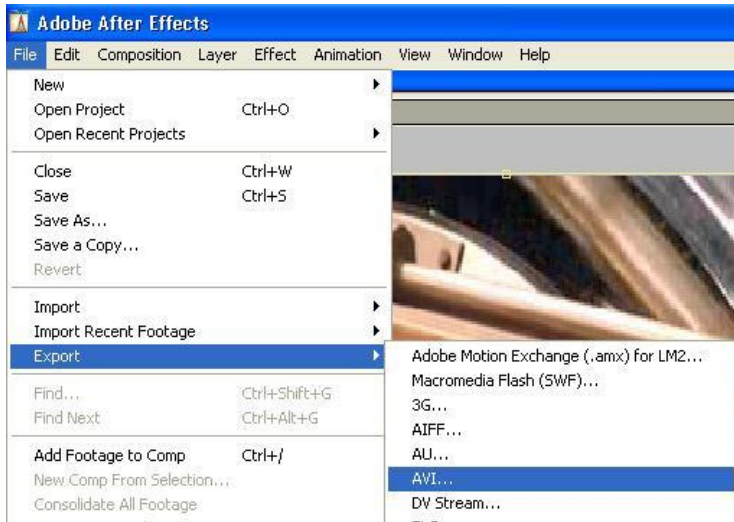 Adobe After Effects
File Edit Composition Layer Effect Animation View Window Help
New
Open Project Ctrl+O
Open Recent Projects
Close Ctrl+W
Save Ctrl+S
Save As...
Save a Copy...
Revert
Import
Import Recent Footage
Export
Adobe Motion Exchange (.amx) for LM2...
Macromedia Flash (SWF)...
Find... Ctrl+Shift+G
3G...
Find Next Ctrl+Alt+G
AIFF...
Add Footage to Comp Ctrl+/
AU...
New Comp From Selection...
AVI...
Consolidate All Footage
DV Stream...